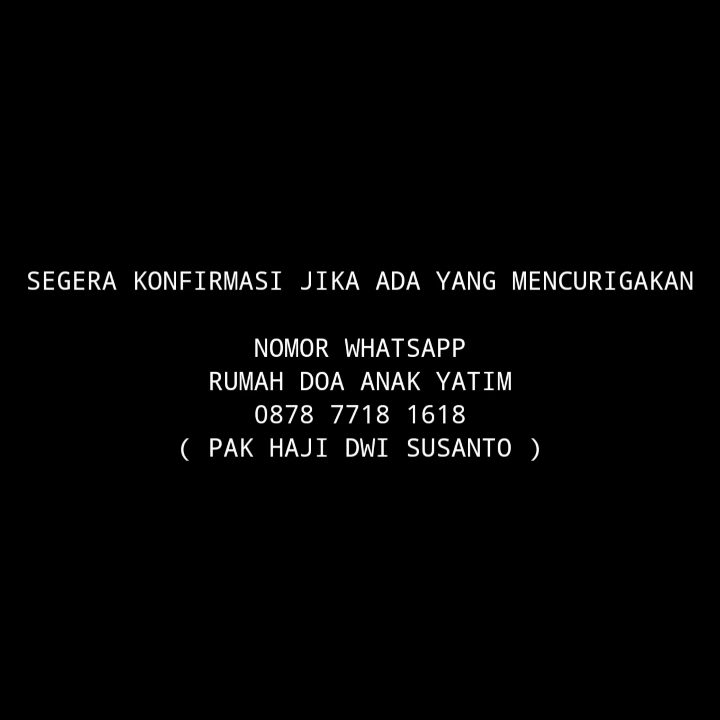 SEGERA KONFIRMASI JIKA ADA YANG MENCURIGAKAN
NOMOR WHATSAPP
RUMAH DOA ANAK YATIM
0878 7718 1618
( PAK HAJI DWI SUSANTO )